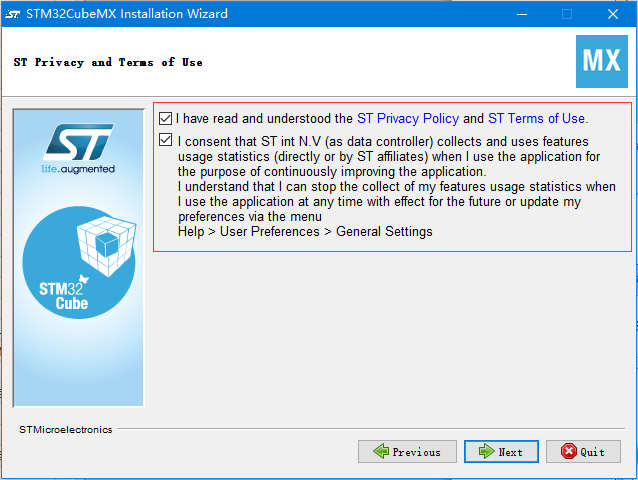 STM32CubeMX Installation Wizard
ST Privacy and Terms of Use
MX
I have read and understood the ST Privacy Policy and ST Terms of Use.
I consent that ST int N.V (as data controller) collects and uses features
usage statistics (directly or by ST affiliates) when I use the application for
the purpose of continuously improving the application.
I understand that I can stop the collect of my features usage statistics when
I use the application at any time with effect for the future or update my
preferences via the menu
Help > User Preferences > General Settings
ST
life.augmented
STM32
Cube
STMicroelectronics
Previous
Next
Quit